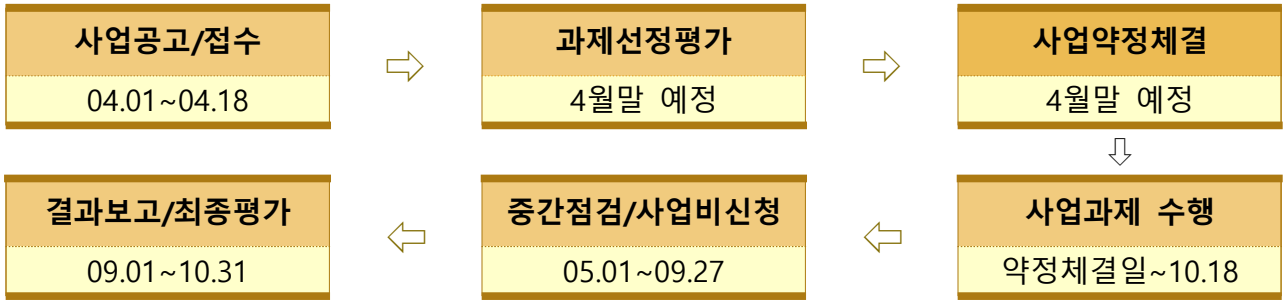 사업공고/접수
04.01~04.18
과제선정평가
4월말 예정
사업약정체결
4월말 예정
사업과제 수행
약정체결일~10.18
중간점검/사업비신청
05.01~09.27
결과보고/최종평가
09.01~10.31